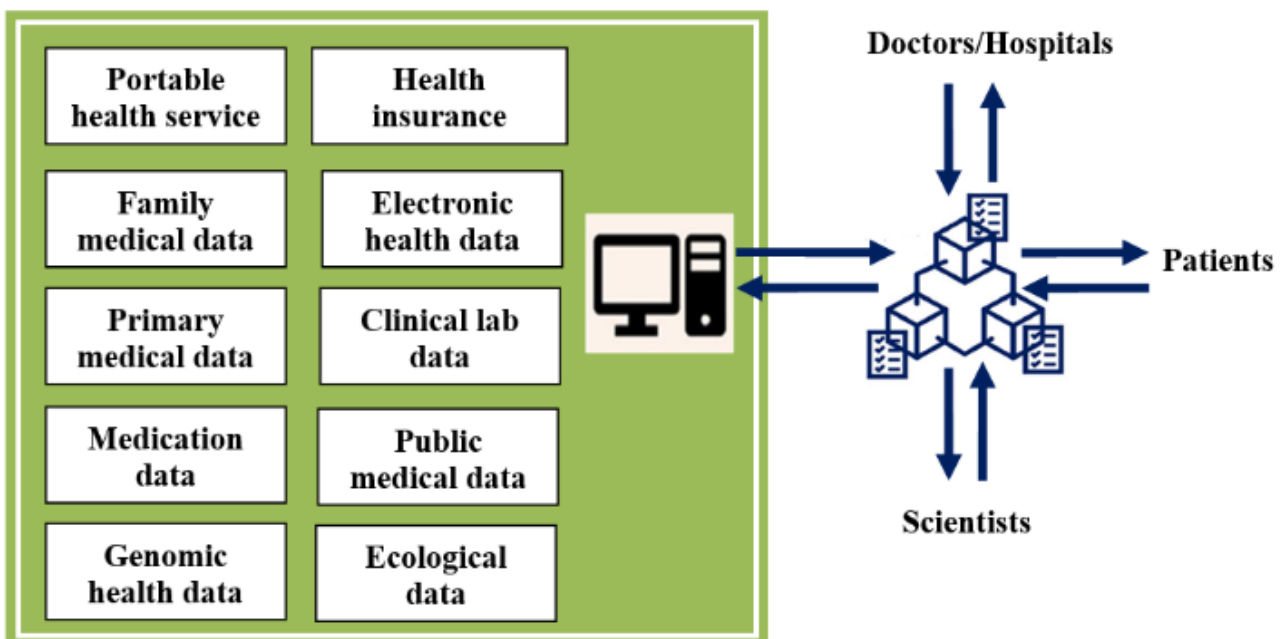 Portable
health service
Health
insurance
Family
medical data
Electronic
health data
Primary
medical data
Clinical lab
data
Medication
data
Public
medical data
Genomic
health data
Ecological
data
Doctors/Hospitals
Patients
Scientists